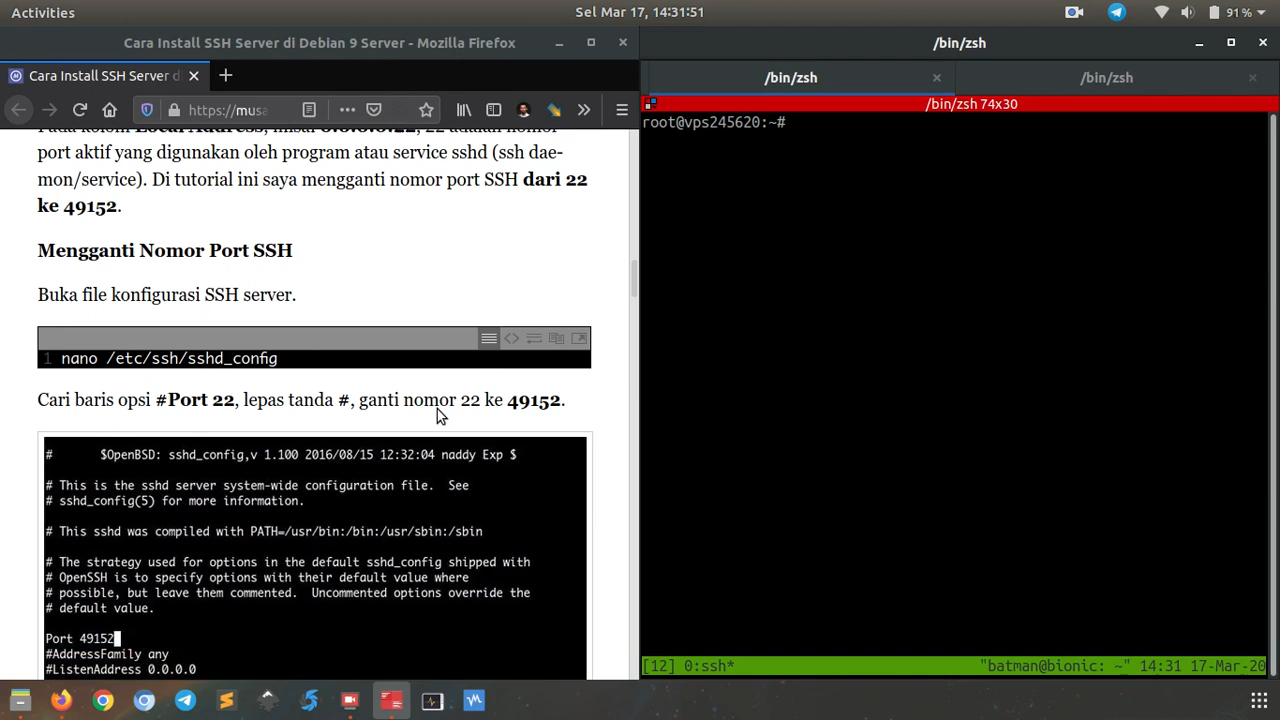 Activities
Sel Mar 17, 14:31:51
91 %
Cara Install SSH Server di Debian 9 Server - Mozilla Firefox
/bin/zsh
Cara Install SSH Server d
/bin/zsh
/bin/zsh
https://musa
/bin/zsh 74x30
root@vps245620:~#
port aktif yang digunakan oleh program atau service sshd (ssh dae-
mon/service). Di tutorial ini saya mengganti nomor port SSH dari 22
ke 49152.
Mengganti Nomor Port SSH
Buka file konfigurasi SSH server.
1 nano /etc/ssh/sshd_config
Cari baris opsi #Port 22, lepas tanda #, ganti nomor 22 ke 49152.
# $OpenBSD: sshd_config,v 1.100 2016/08/15 12:32:04 naddy Exp $
# This is the sshd server system-wide configuration file. See
# sshd_config(5) for more information.
# This sshd was compiled with PATH=/usr/bin:/bin:/usr/sbin:/sbin
# The strategy used for options in the default sshd_config shipped with
# OpenSSH is to specify options with their default value where
# possible, but leave them commented. Uncommented options override the
# default value.
Port 49152
#AddressFamily any
#ListenAddress 0.0.0.0
[12] 0:ssh*
"batman@bionic: ~" 14:31 17-Mar-20